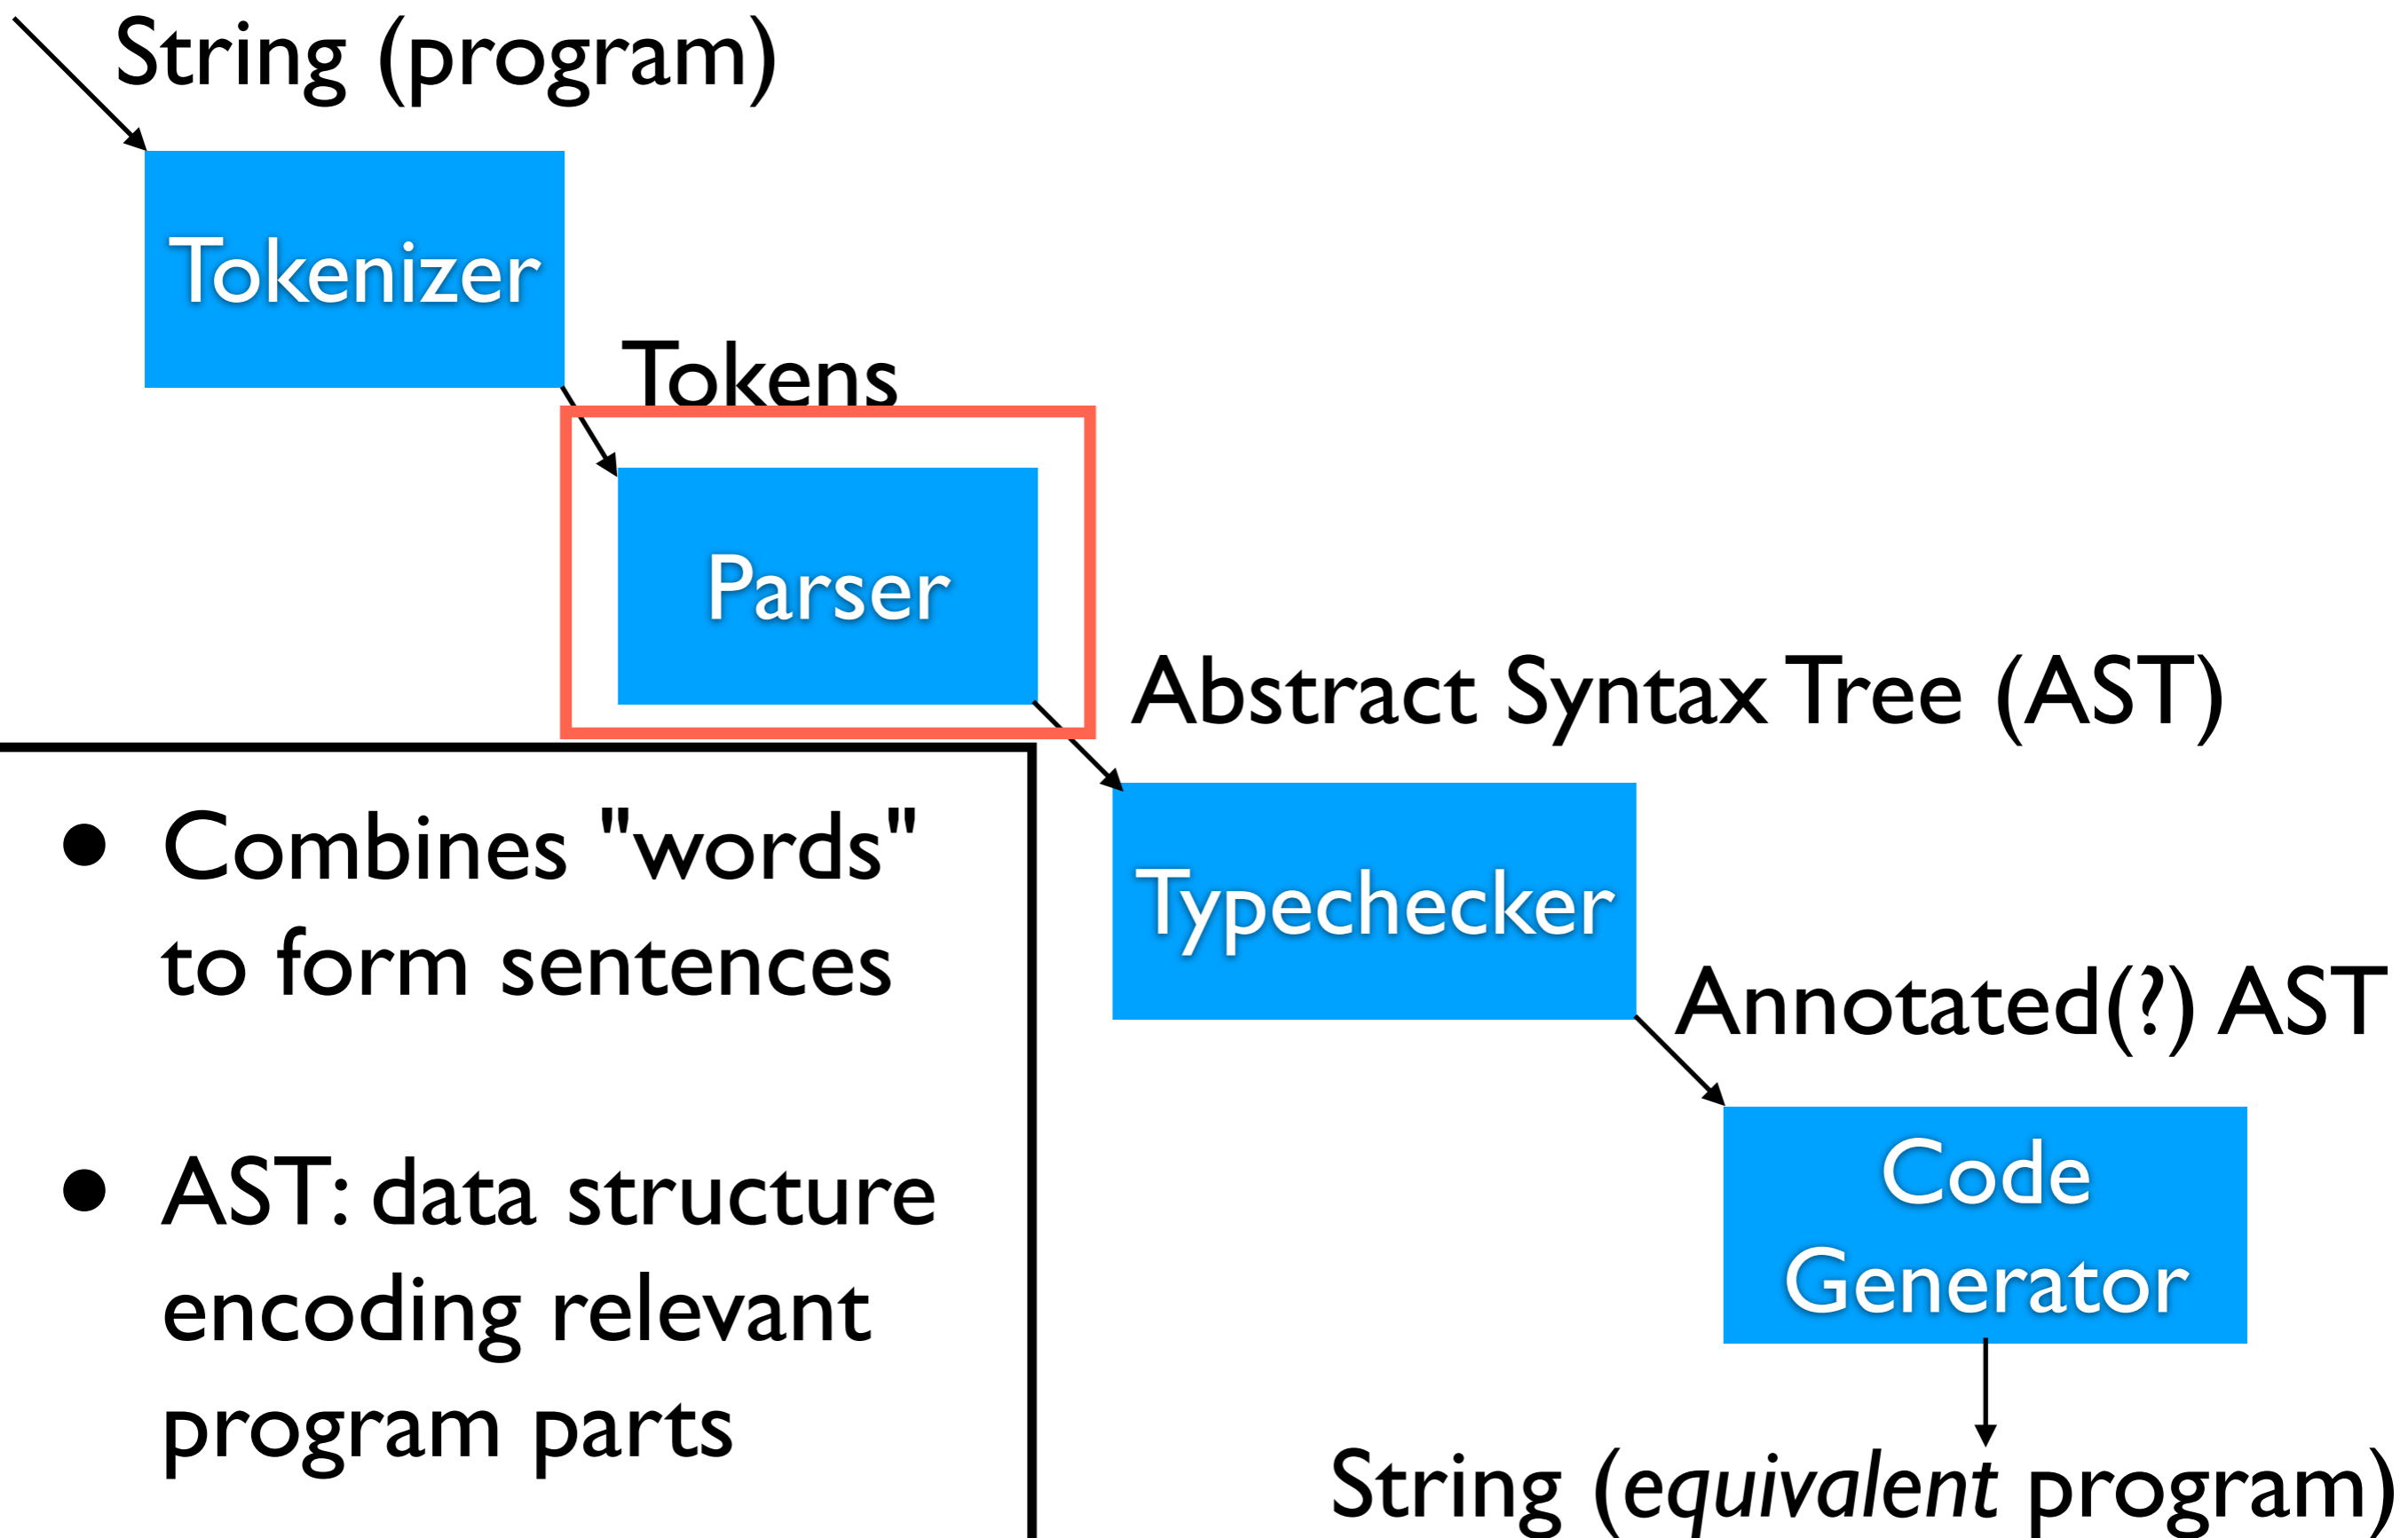 String (program)
Tokenizer
Tokens
Parser
Abstract Syntax Tree (AST)
Typechecker
Annotated(?) AST
Code
Generator
String (equivalent program)
• Combines "words"
to form sentences
• AST: data structure
encoding relevant
program parts